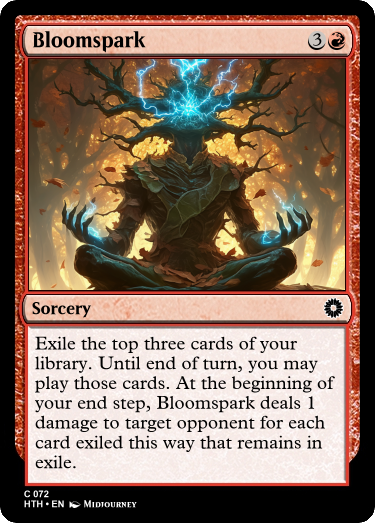 Bloomspark 3
Sorcery
Exile the top three cards of your
library. Until end of turn, you may
play those cards. At the beginning of
your end step, Bloomspark deals 1
damage to target opponent for each
card exiled this way that remains in
exile.
C 072
HTH • EN Midjourney